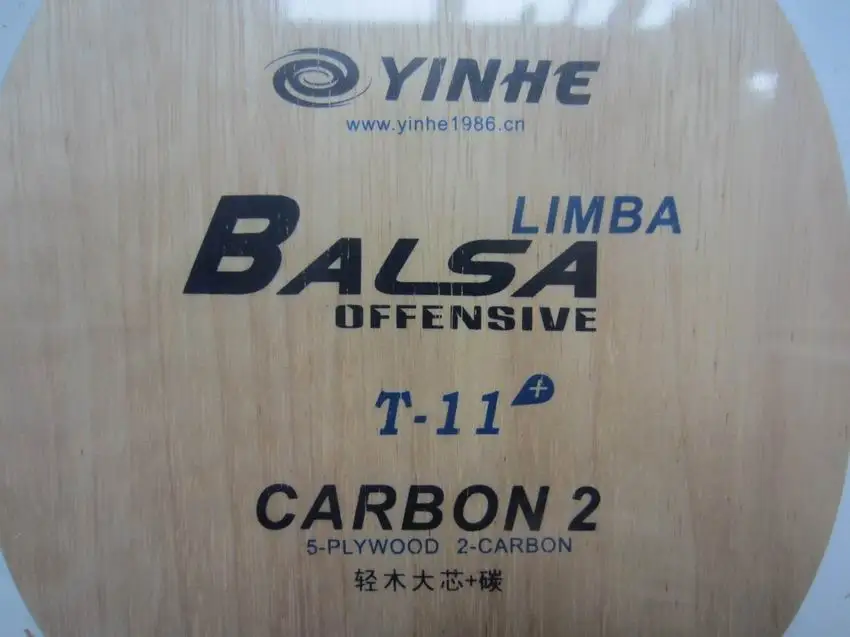 YINHE
www.yinhe1986.cn
LIMBA
BALSA
OFFENSIVE
T-11+
CARBON 2
5-PLYWOOD 2-CARBON
轻木大芯+碳